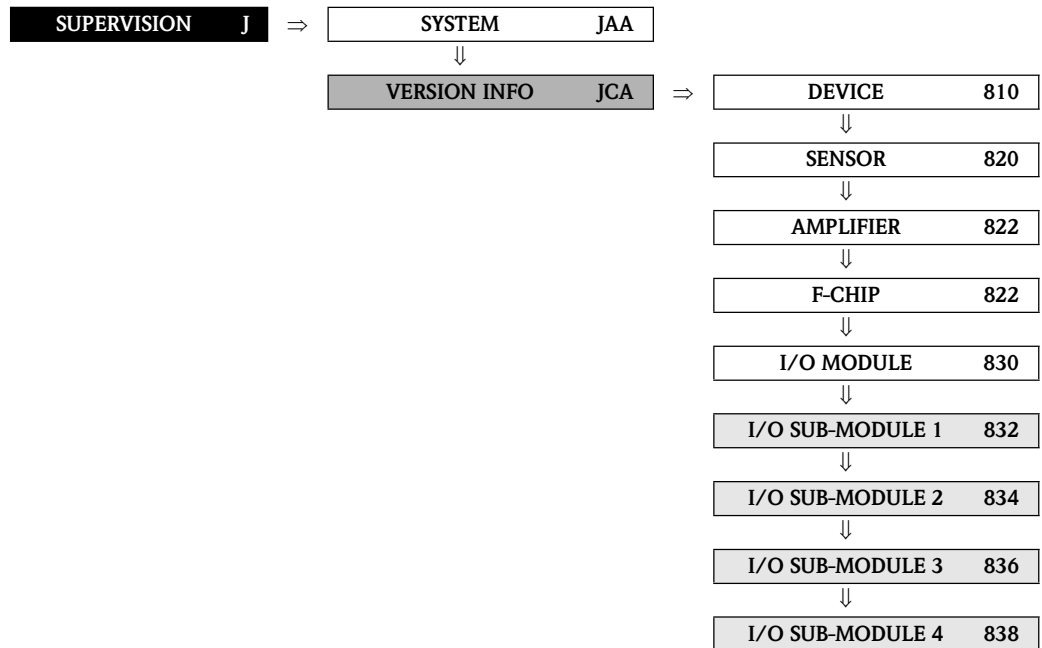 SUPERVISION J ⇒ SYSTEM JAA
⇓
VERSION INFO JCA ⇒ DEVICE 810
⇓
SENSOR 820
⇓
AMPLIFIER 822
⇓
F-CHIP 822
⇓
I/O MODULE 830
⇓
I/O SUB-MODULE 1 832
⇓
I/O SUB-MODULE 2 834
⇓
I/O SUB-MODULE 3 836
⇓
I/O SUB-MODULE 4 838